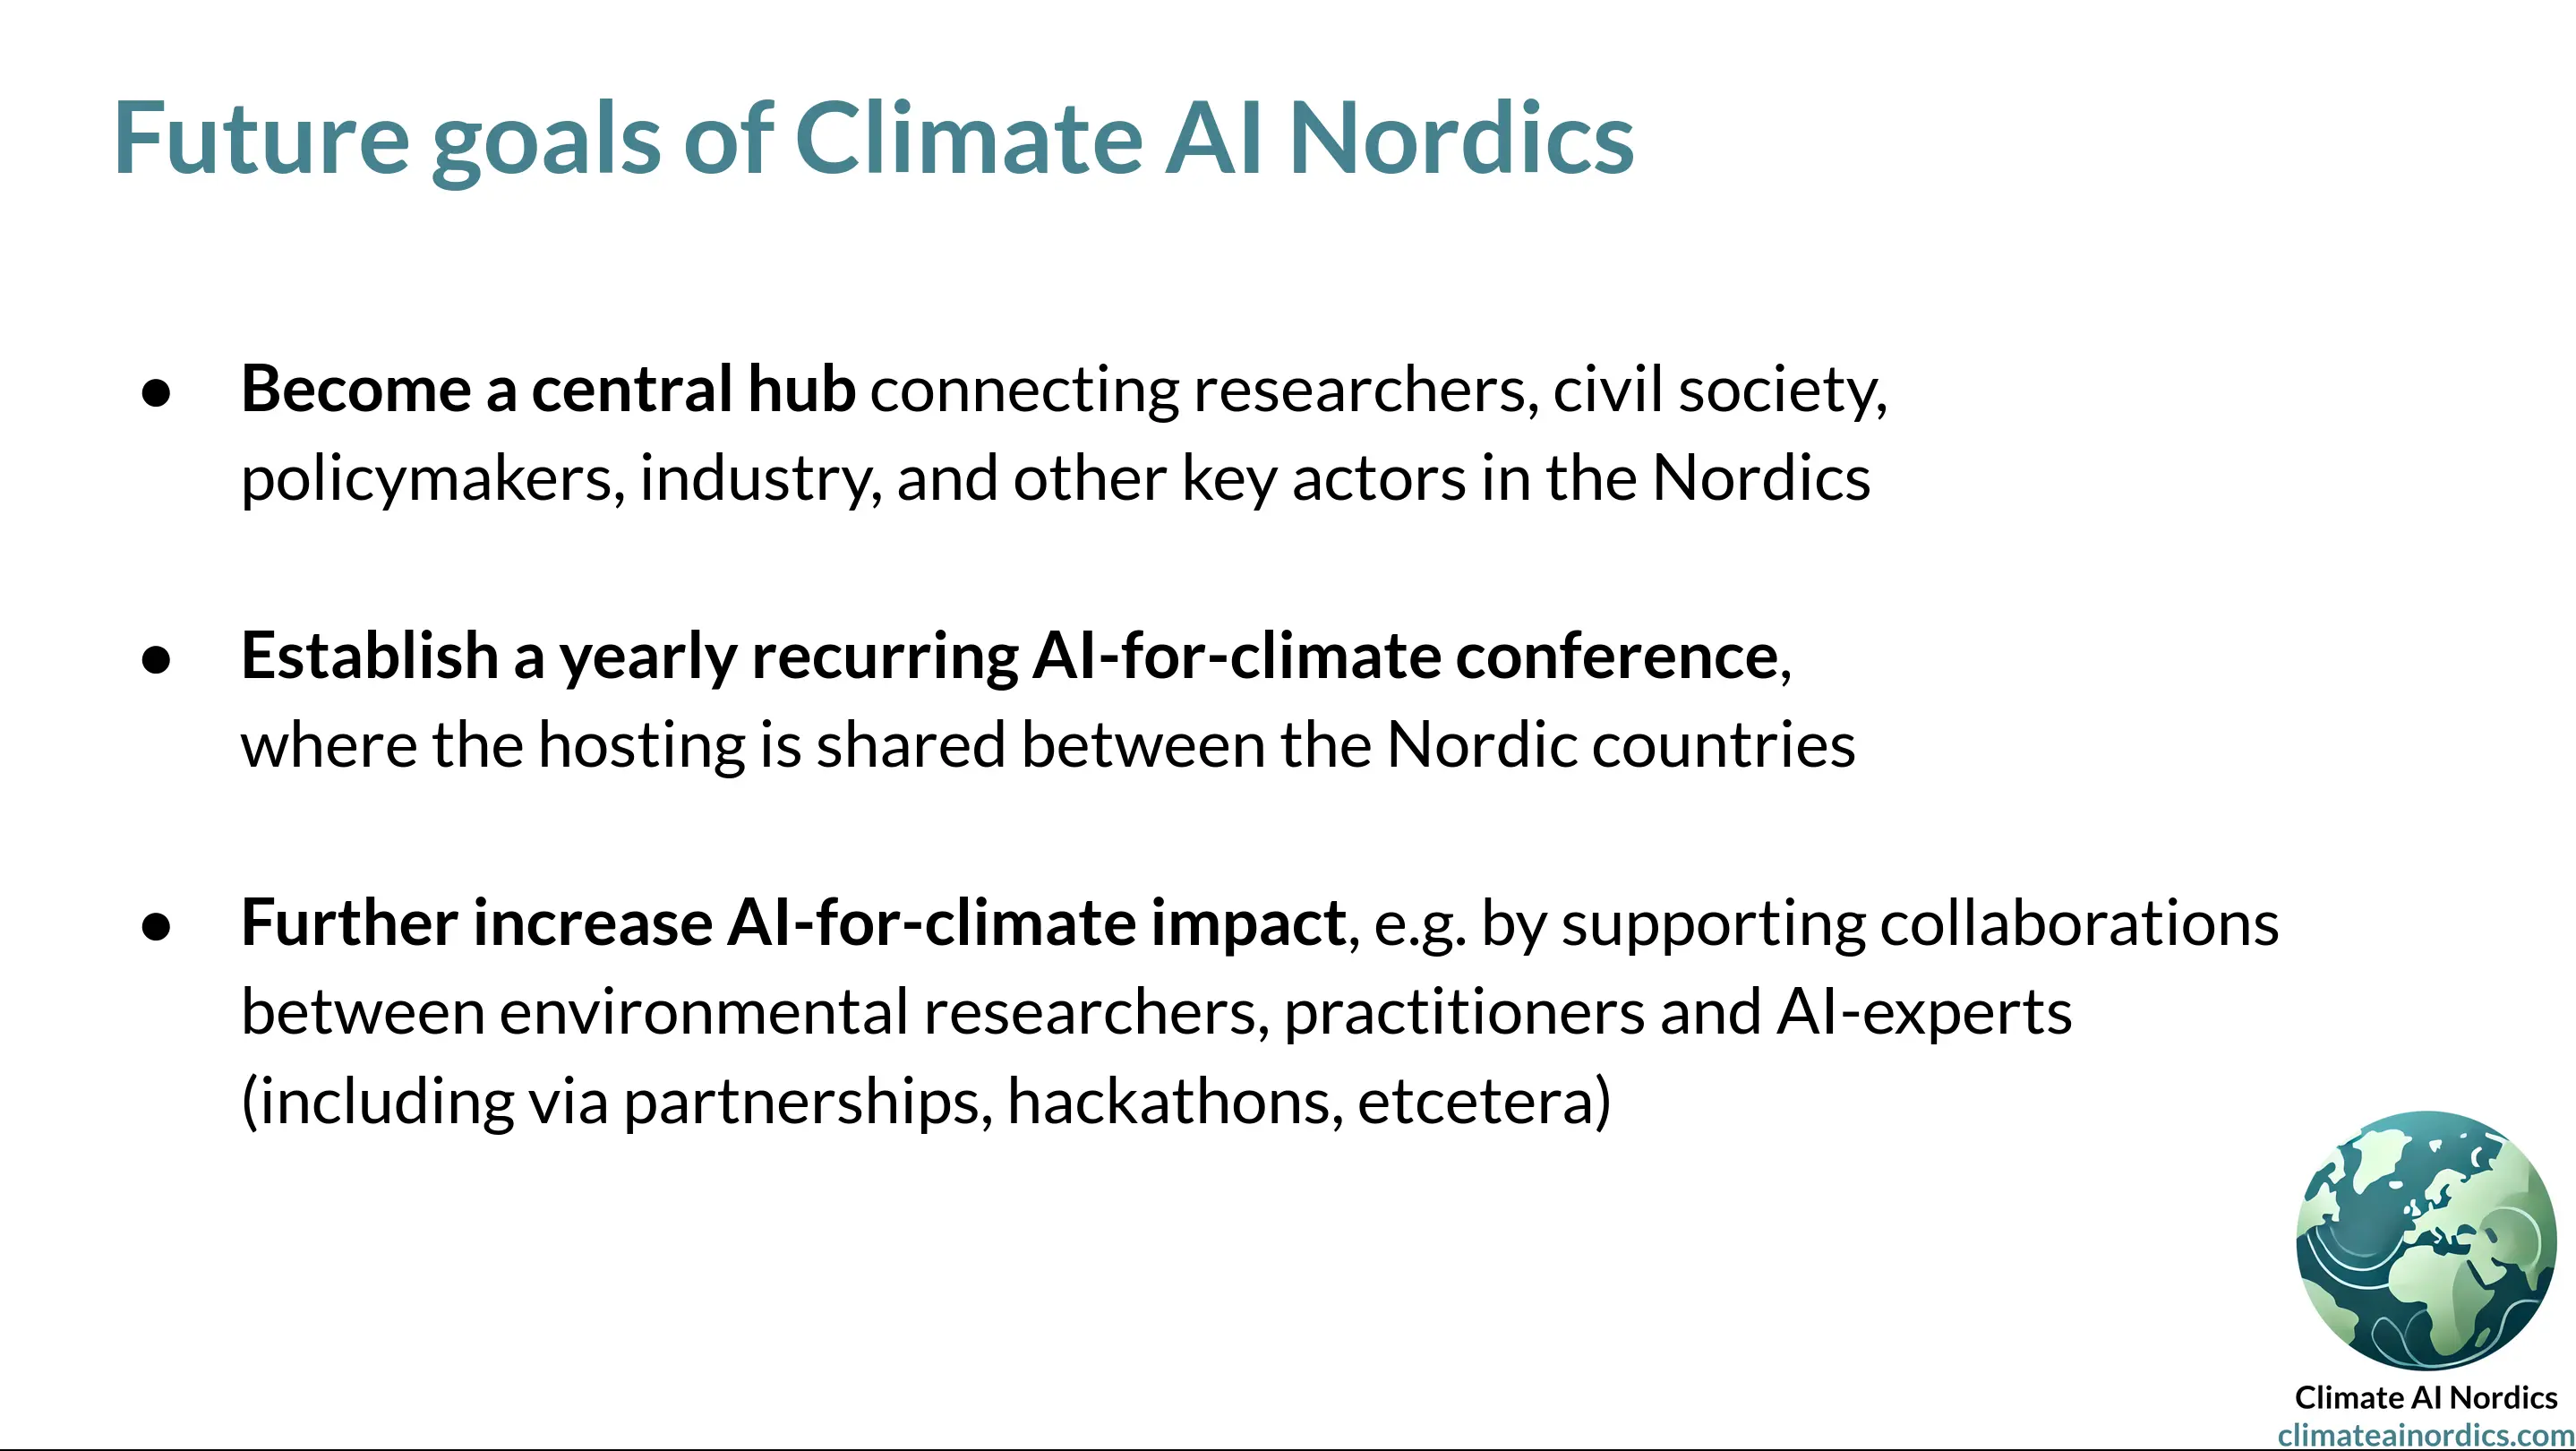 Future goals of Climate AI Nordics
● Become a central hub connecting researchers, civil society,
policymakers, industry, and other key actors in the Nordics
● Establish a yearly recurring AI-for-climate conference,
where the hosting is shared between the Nordic countries
● Further increase AI-for-climate impact, e.g. by supporting collaborations
between environmental researchers, practitioners and AI-experts
(including via partnerships, hackathons, etcetera)
Climate AI Nordics
climateainordics.com